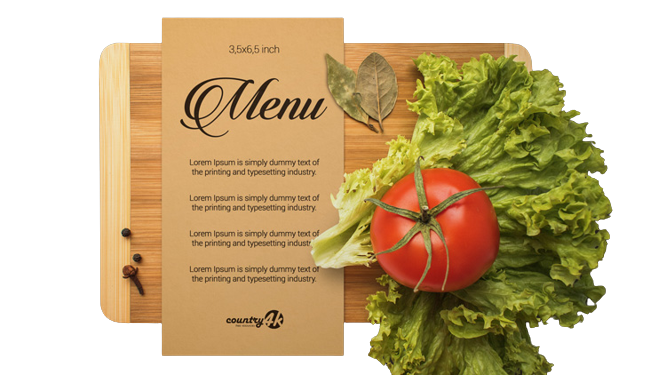 3,5x6,5 inch
Menu
Lorem Ipsum is simply dummy text of
the printing and typesetting industry.
Lorem Ipsum is simply dummy text of
the printing and typesetting industry.
Lorem Ipsum is simply dummy text of
the printing and typesetting industry.
Lorem Ipsum is simply dummy text of
the printing and typesetting industry.
country4k